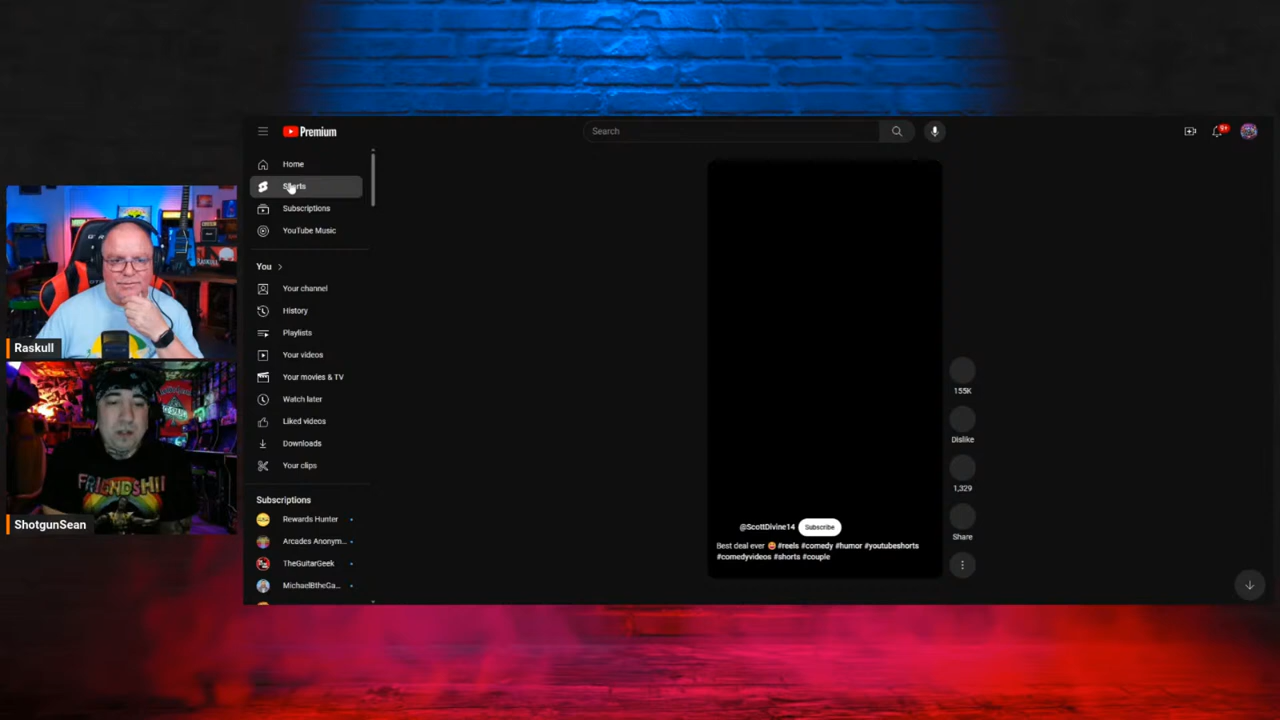 Premium
Search
9+
Home
Shorts
Subscriptions
YouTube Music
You
Your channel
History
Playlists
Your videos
Your movies & TV
Watch later
Liked videos
Downloads
Your clips
Subscriptions
Rewards Hunter
Arcades Anonym...
TheGuitarGeek
MichaelBtheGa...
155K
Dislike
1,329
Share
@ScottDivine14 Subscribe
Best deal ever 😩 #reels #comedy #humor #youtubeshorts
#comedyvideos #shorts #couple
Raskull
FRIENDSHIP
ShotgunSean